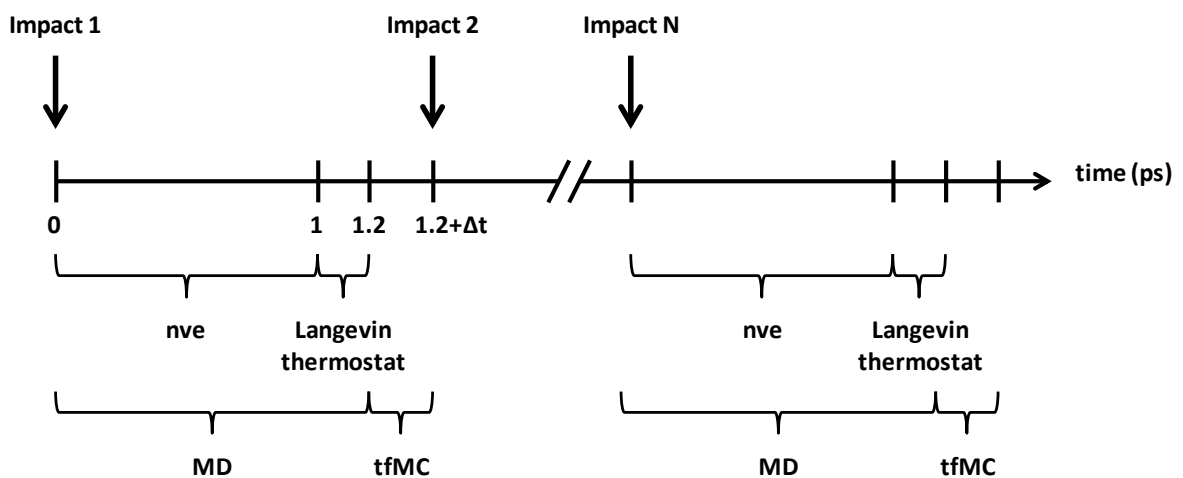 Impact 1
Impact 2
Impact N
time (ps)
0
1
1.2
1.2+Δt
nve
Langevin
thermostat
nve
Langevin
thermostat
MD
tfMC
MD
tfMC